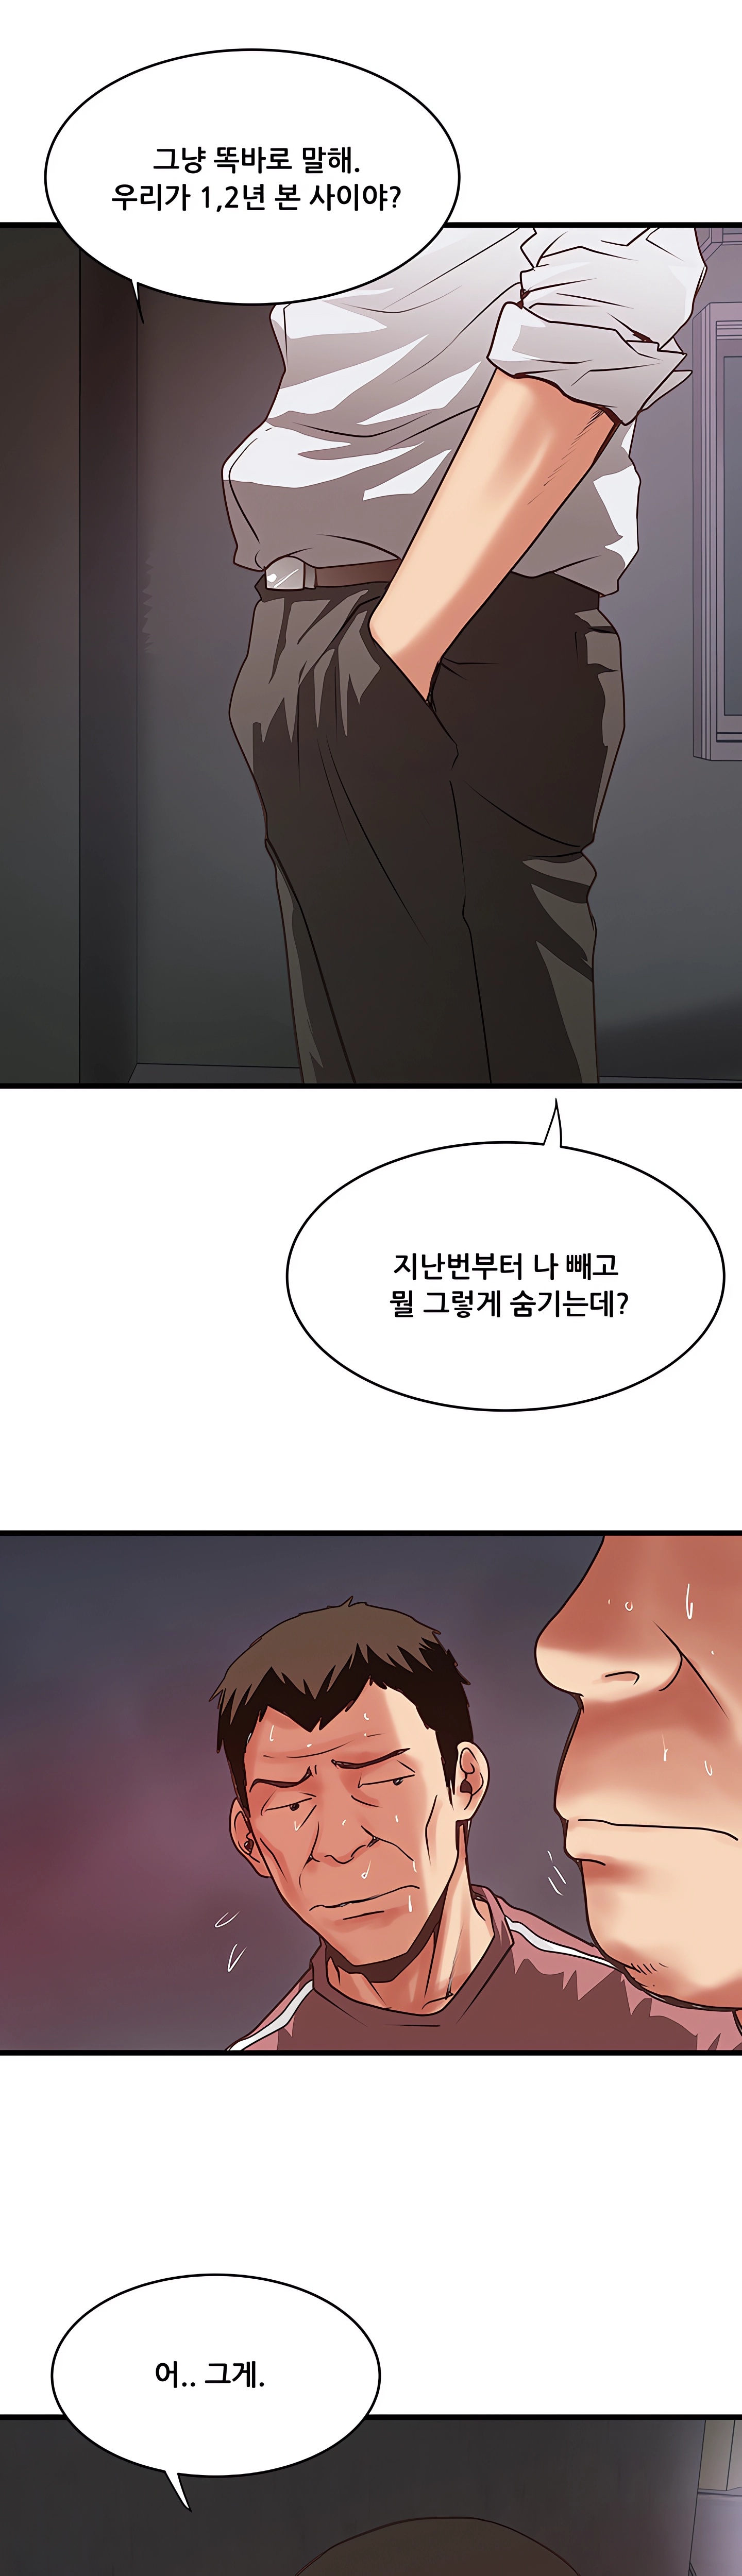 그냥 똑바로 말해.
우리가 1,2년 본 사이야?
지난번부터 나 빼고
뭘 그렇게 숨기는데?
어.. 그게.